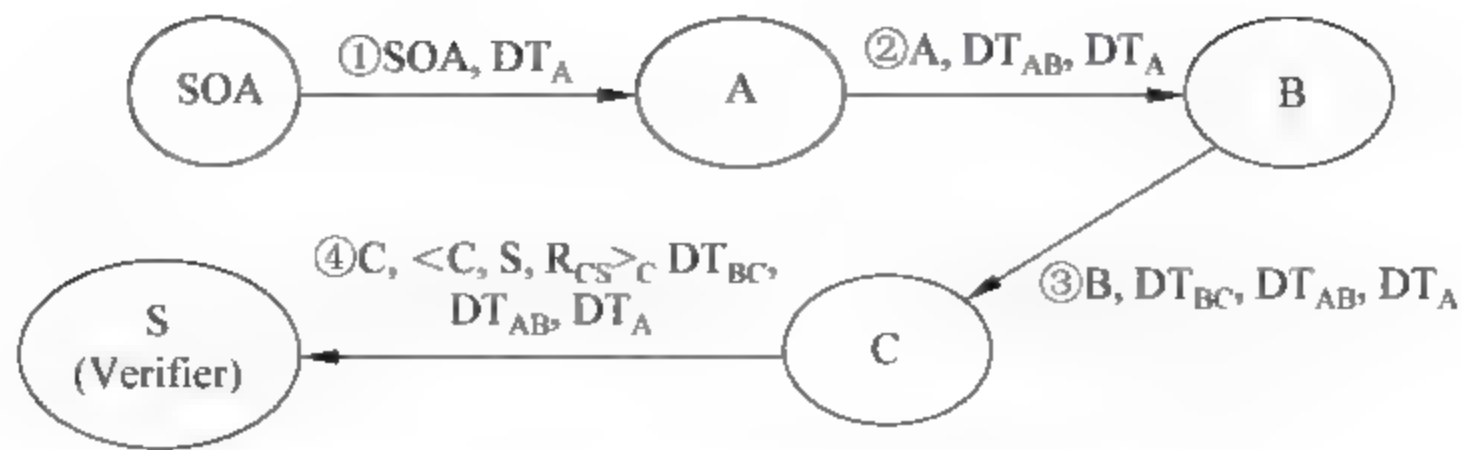 SOA
①SOA, DT_A
A
②A, DT_AB, DT_A
B
③B, DT_BC, DT_AB, DT_A
C
④C, <C, S, R_CS>_C DT_BC,
DT_AB, DT_A
S
(Verifier)